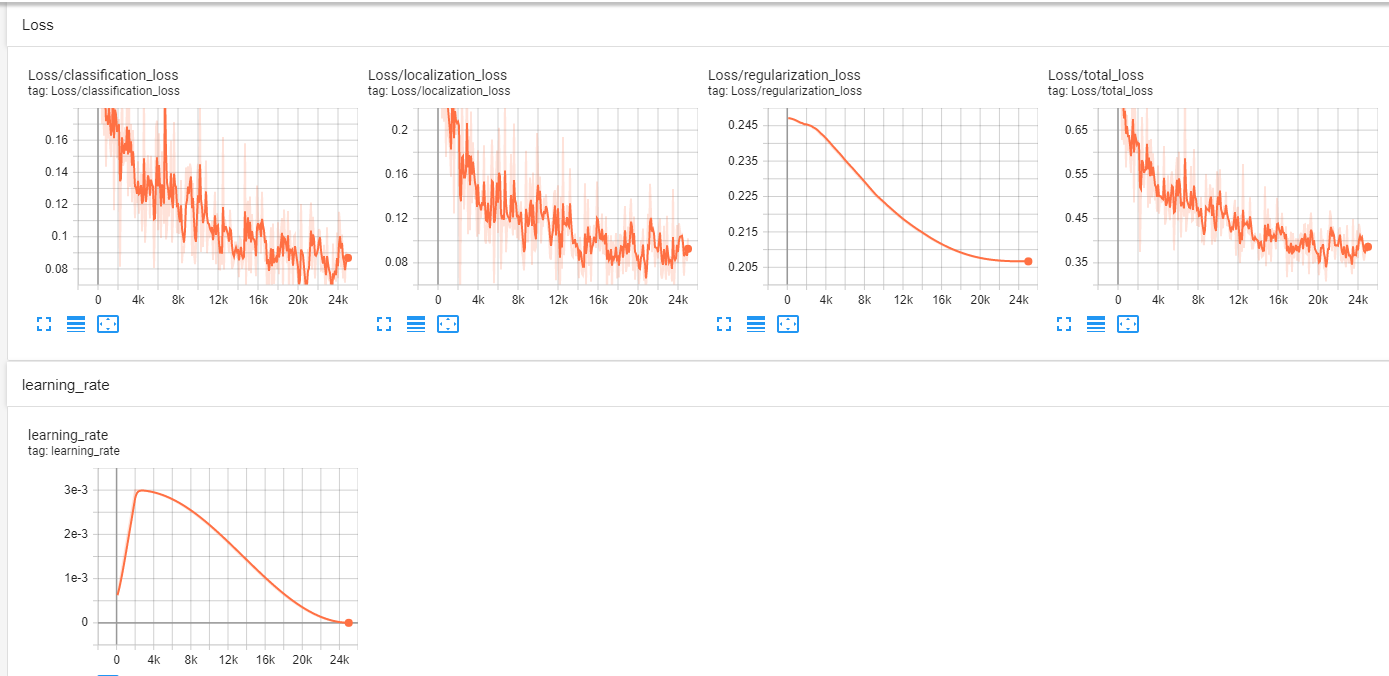 Loss
Loss/classification_loss
tag: Loss/classification_loss
0.16
0.14
0.12
0.1
0.08
0 4k 8k 12k 16k 20k 24k
Loss/localization_loss
tag: Loss/localization_loss
0.2
0.16
0.12
0.08
0 4k 8k 12k 16k 20k 24k
Loss/regularization_loss
tag: Loss/regularization_loss
0.245
0.235
0.225
0.215
0.205
0 4k 8k 12k 16k 20k 24k
Loss/total_loss
tag: Loss/total_loss
0.65
0.55
0.45
0.35
0 4k 8k 12k 16k 20k 24k
learning_rate
learning_rate
tag: learning_rate
3e-3
2e-3
1e-3
0
0 4k 8k 12k 16k 20k 24k